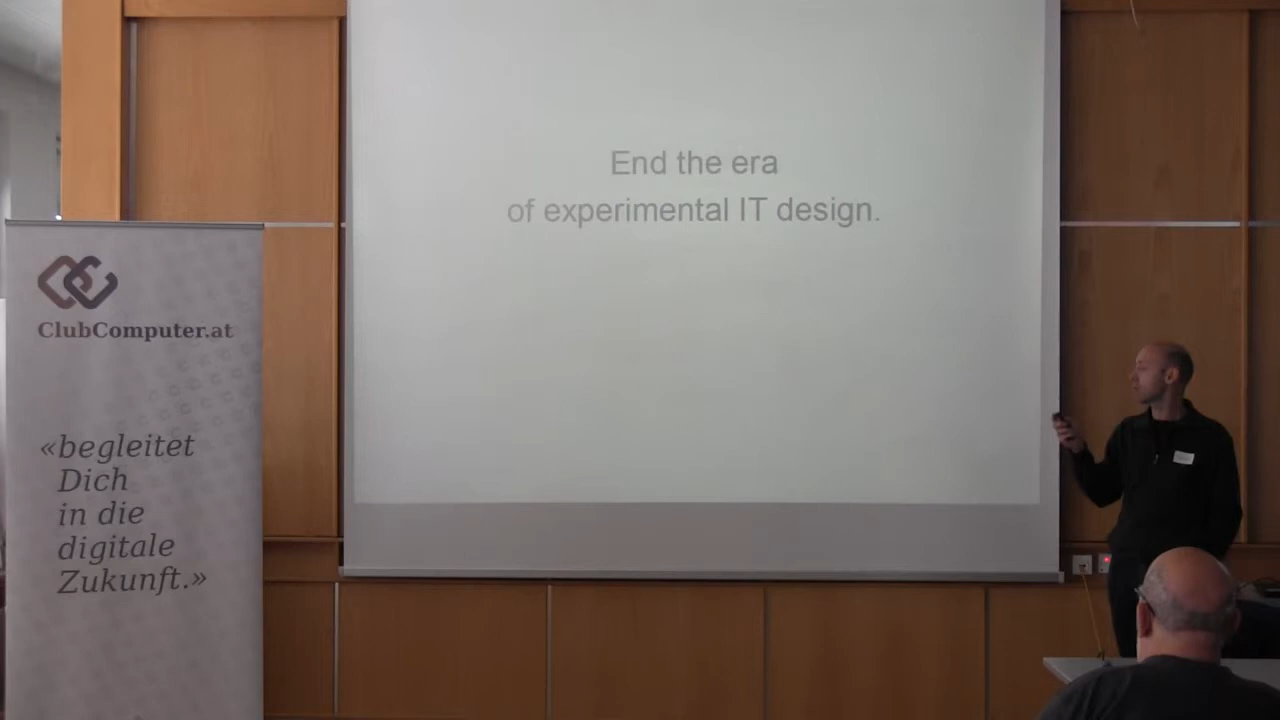 End the era
of experimental IT design.
ClubComputer.at
«begleitet
Dich
in die
digitale
Zukunft.»